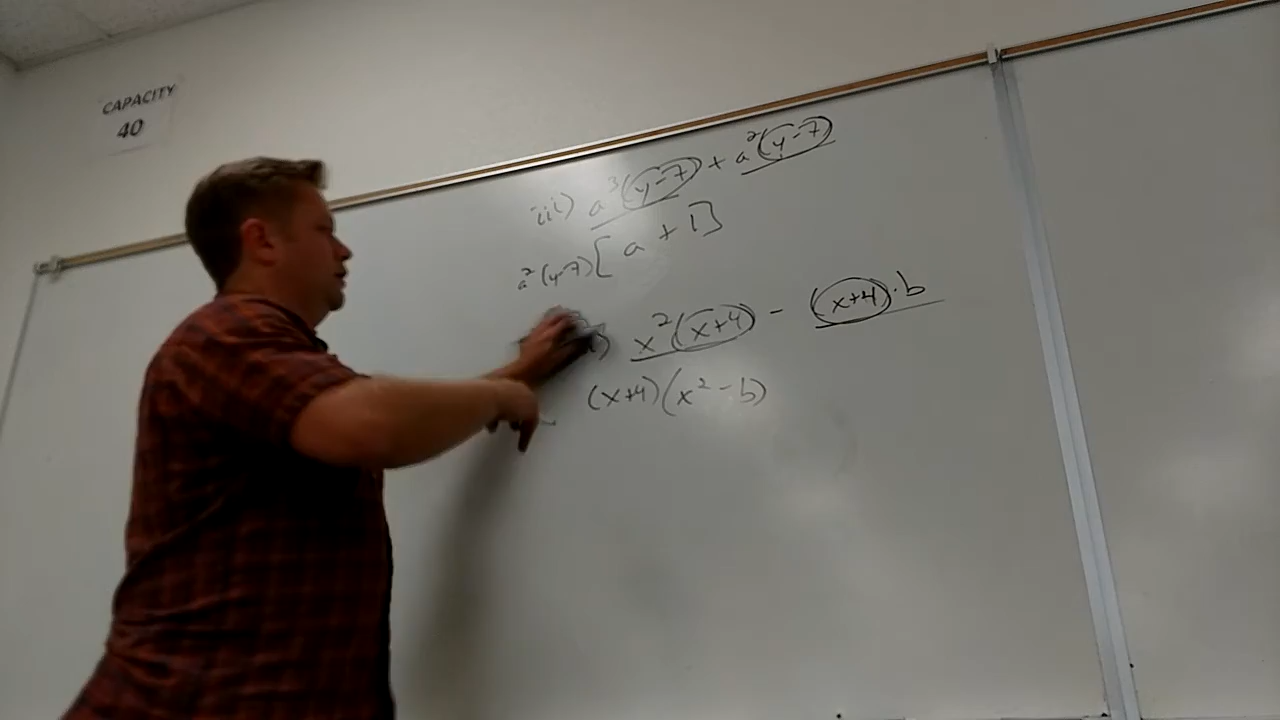 CAPACITY
40
iii) a³(y-7) + a²(y-7)
a²(y-7)[a + 1]
x²(x+4) - (x+4)·b
(x+4)(x² - b)